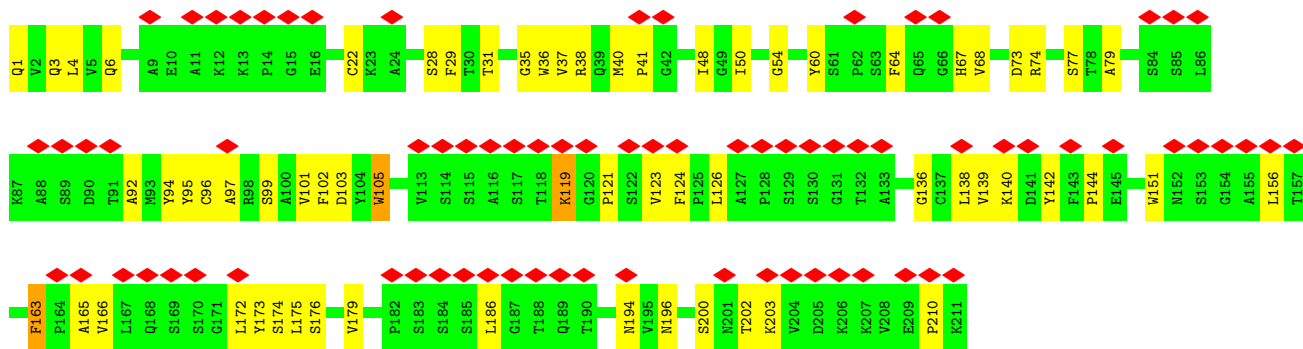 Q1 V2 Q3 L4 V5 Q6 A9 E10 A11 K12 K13 P14 G15 E16 C22 K23 A24 S28 F29 T30 T31 G35 W36 V37 R38 Q39 M40 P41 G42 I48 G49 I50 G54 Y60 S61 P62 S63 F64 Q65 G66 H67 V68 D73 R74 S77 T78 A79 S84 S85 L86
K87 A88 S89 D90 T91 A92 M93 Y94 Y95 C96 A97 R98 S99 A100 V101 F102 D103 Y104 W105 V113 S114 S115 A116 S117 T118 K119 G120 P121 S122 V123 F124 P125 L126 A127 P128 S129 S130 G131 T132 A133 G136 C137 L138 V139 K140 D141 Y142 F143 P144 E145 W151 N152 S153 G154 A155 L156 T157
F163 P164 A165 V166 L167 Q168 S169 S170 G171 L172 Y173 S174 L175 S176 V179 P182 S183 S184 S185 L186 G187 T188 Q189 T190 N194 V195 N196 S200 N201 T202 K203 V204 D205 K206 K207 V208 E209 P210 K211